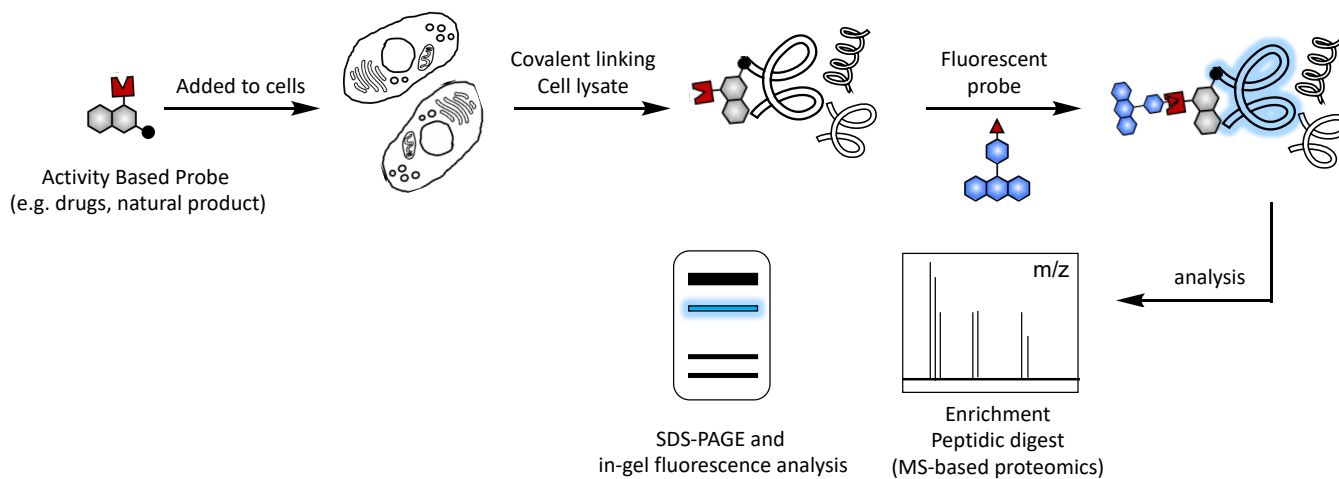 Added to cells
Covalent linking
Cell lysate
Fluorescent
probe
Activity Based Probe
(e.g. drugs, natural product)
analysis
m/z
SDS-PAGE and
in-gel fluorescence analysis
Enrichment
Peptidic digest
(MS-based proteomics)